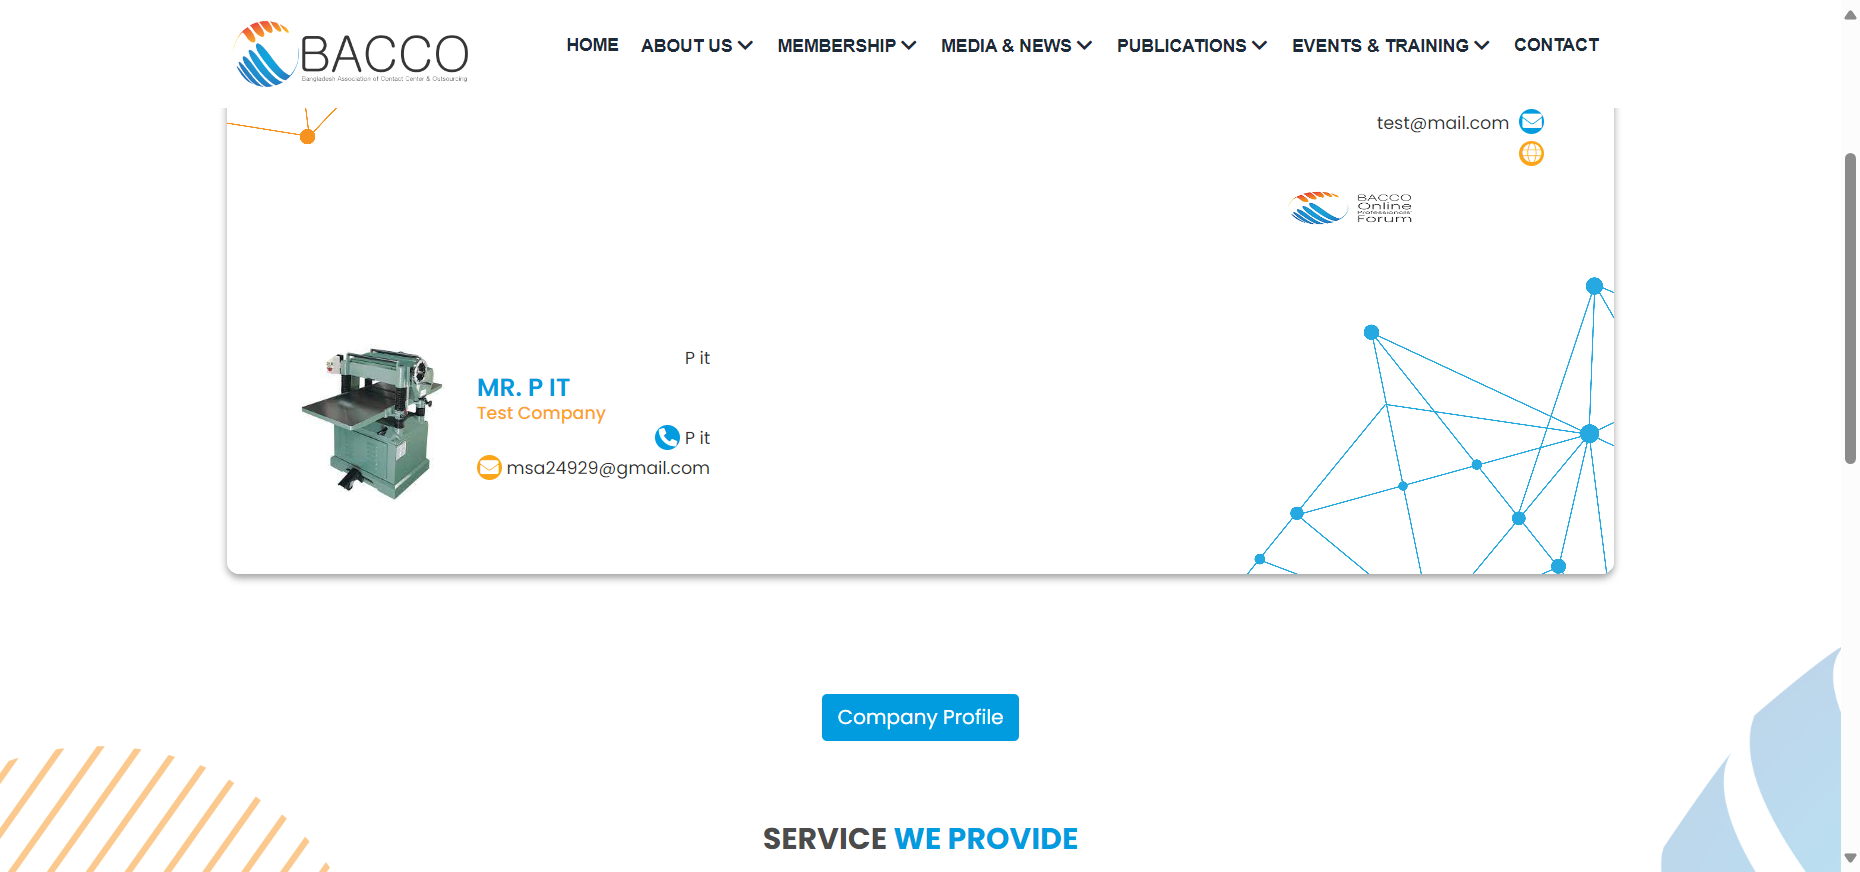 BACCO
Bangladesh Association of Contact Center & Outsourcing
HOME
ABOUT US
MEMBERSHIP
MEDIA & NEWS
PUBLICATIONS
EVENTS & TRAINING
CONTACT
test@mail.com
BACCO
Online
Professionals'
Forum
P it
MR. P IT
Test Company
P it
msa24929@gmail.com
Company Profile
SERVICE WE PROVIDE